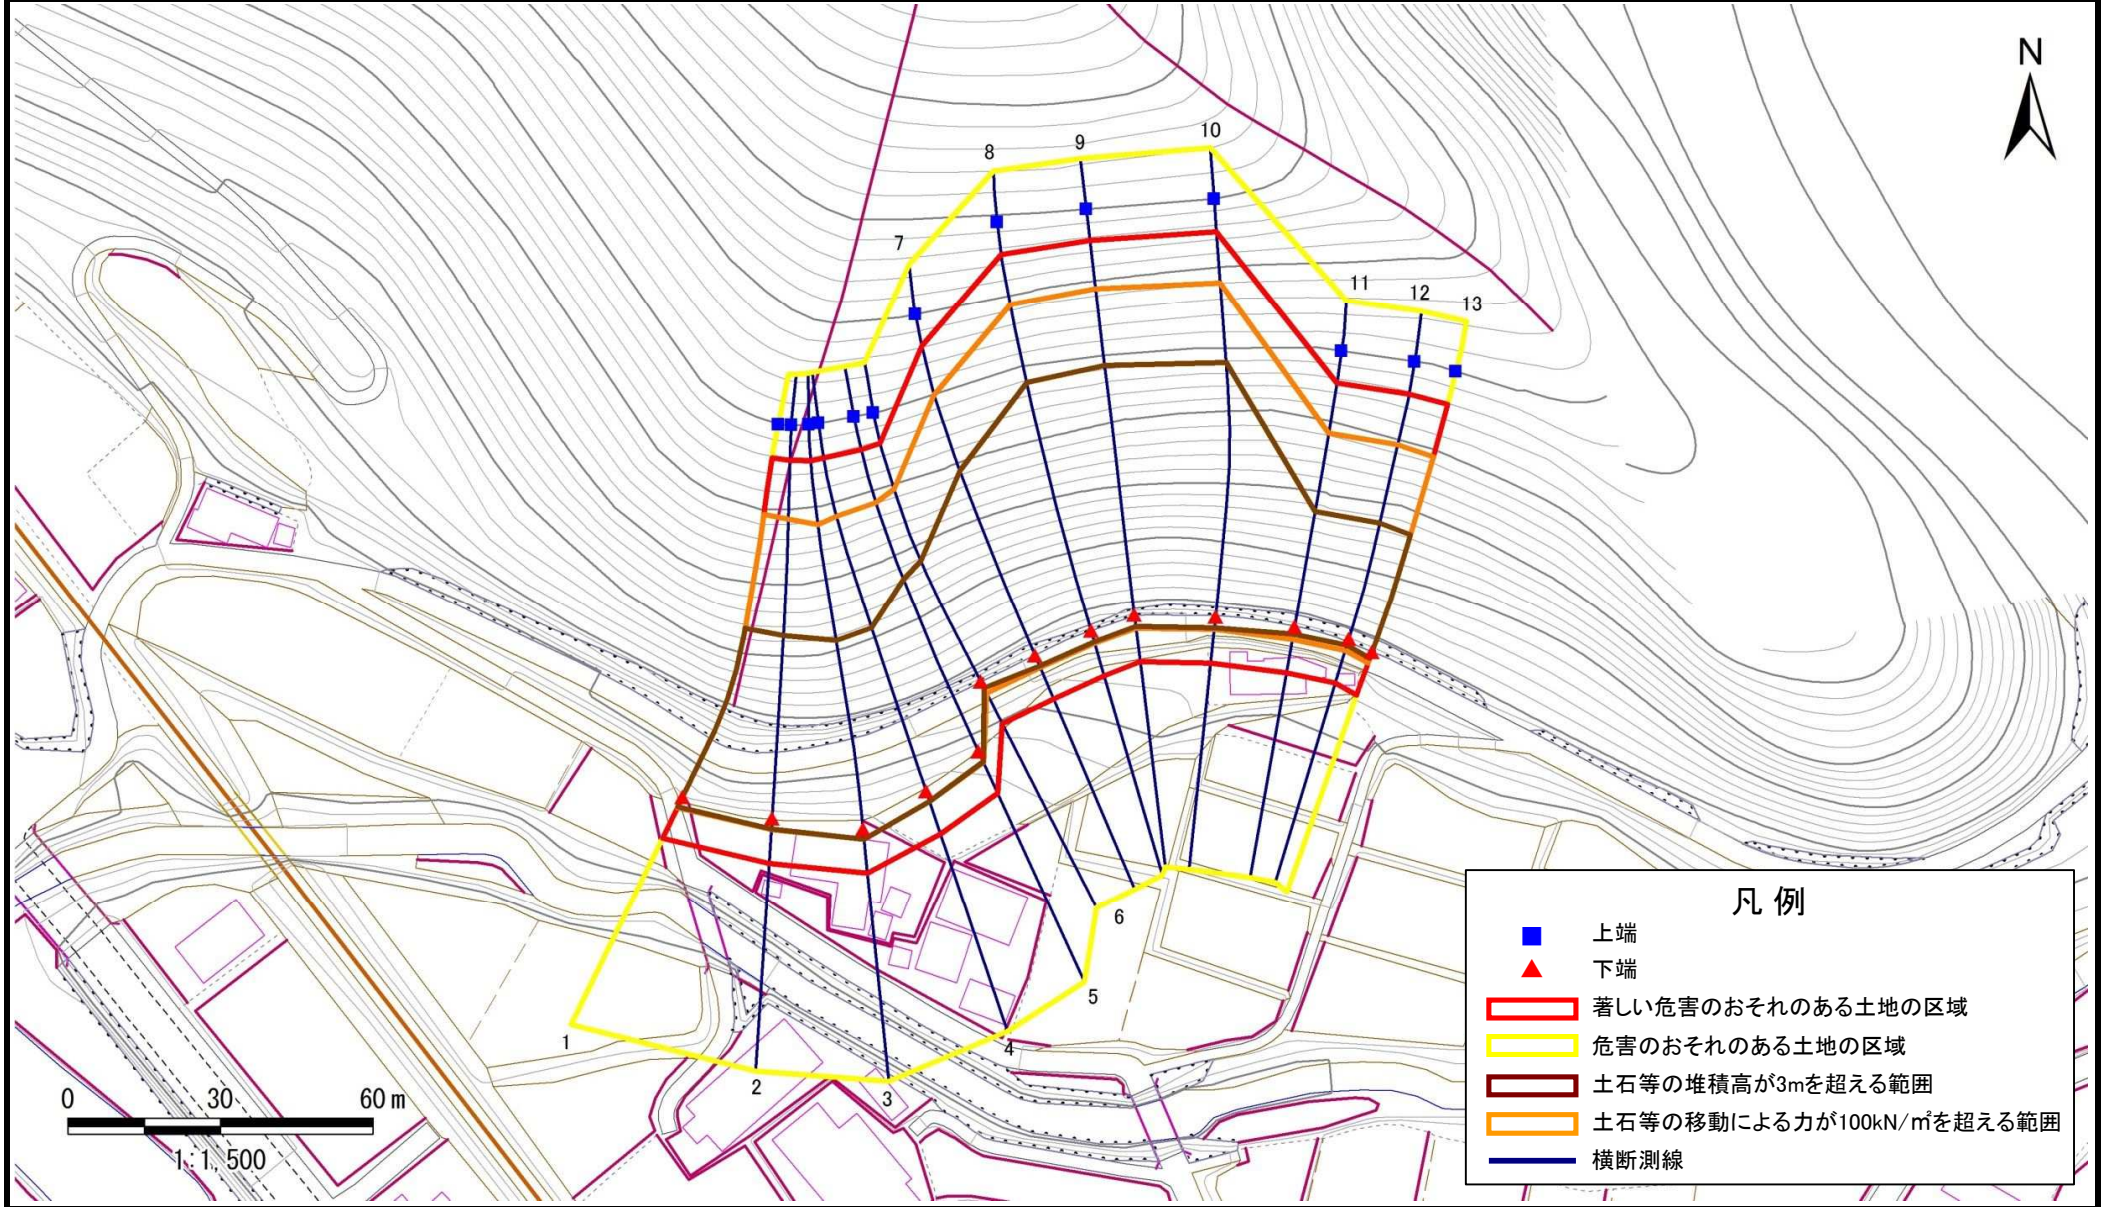 N
10
9
8
7
11
12
13
6
5
4
3
2
1
0 30 60 m
1:1,500
凡 例
上端
下端
著しい危害のおそれのある土地の区域
危害のおそれのある土地の区域
土石等の堆積高が3mを超える範囲
土石等の移動による力が100kN/㎡を超える範囲
横断測線